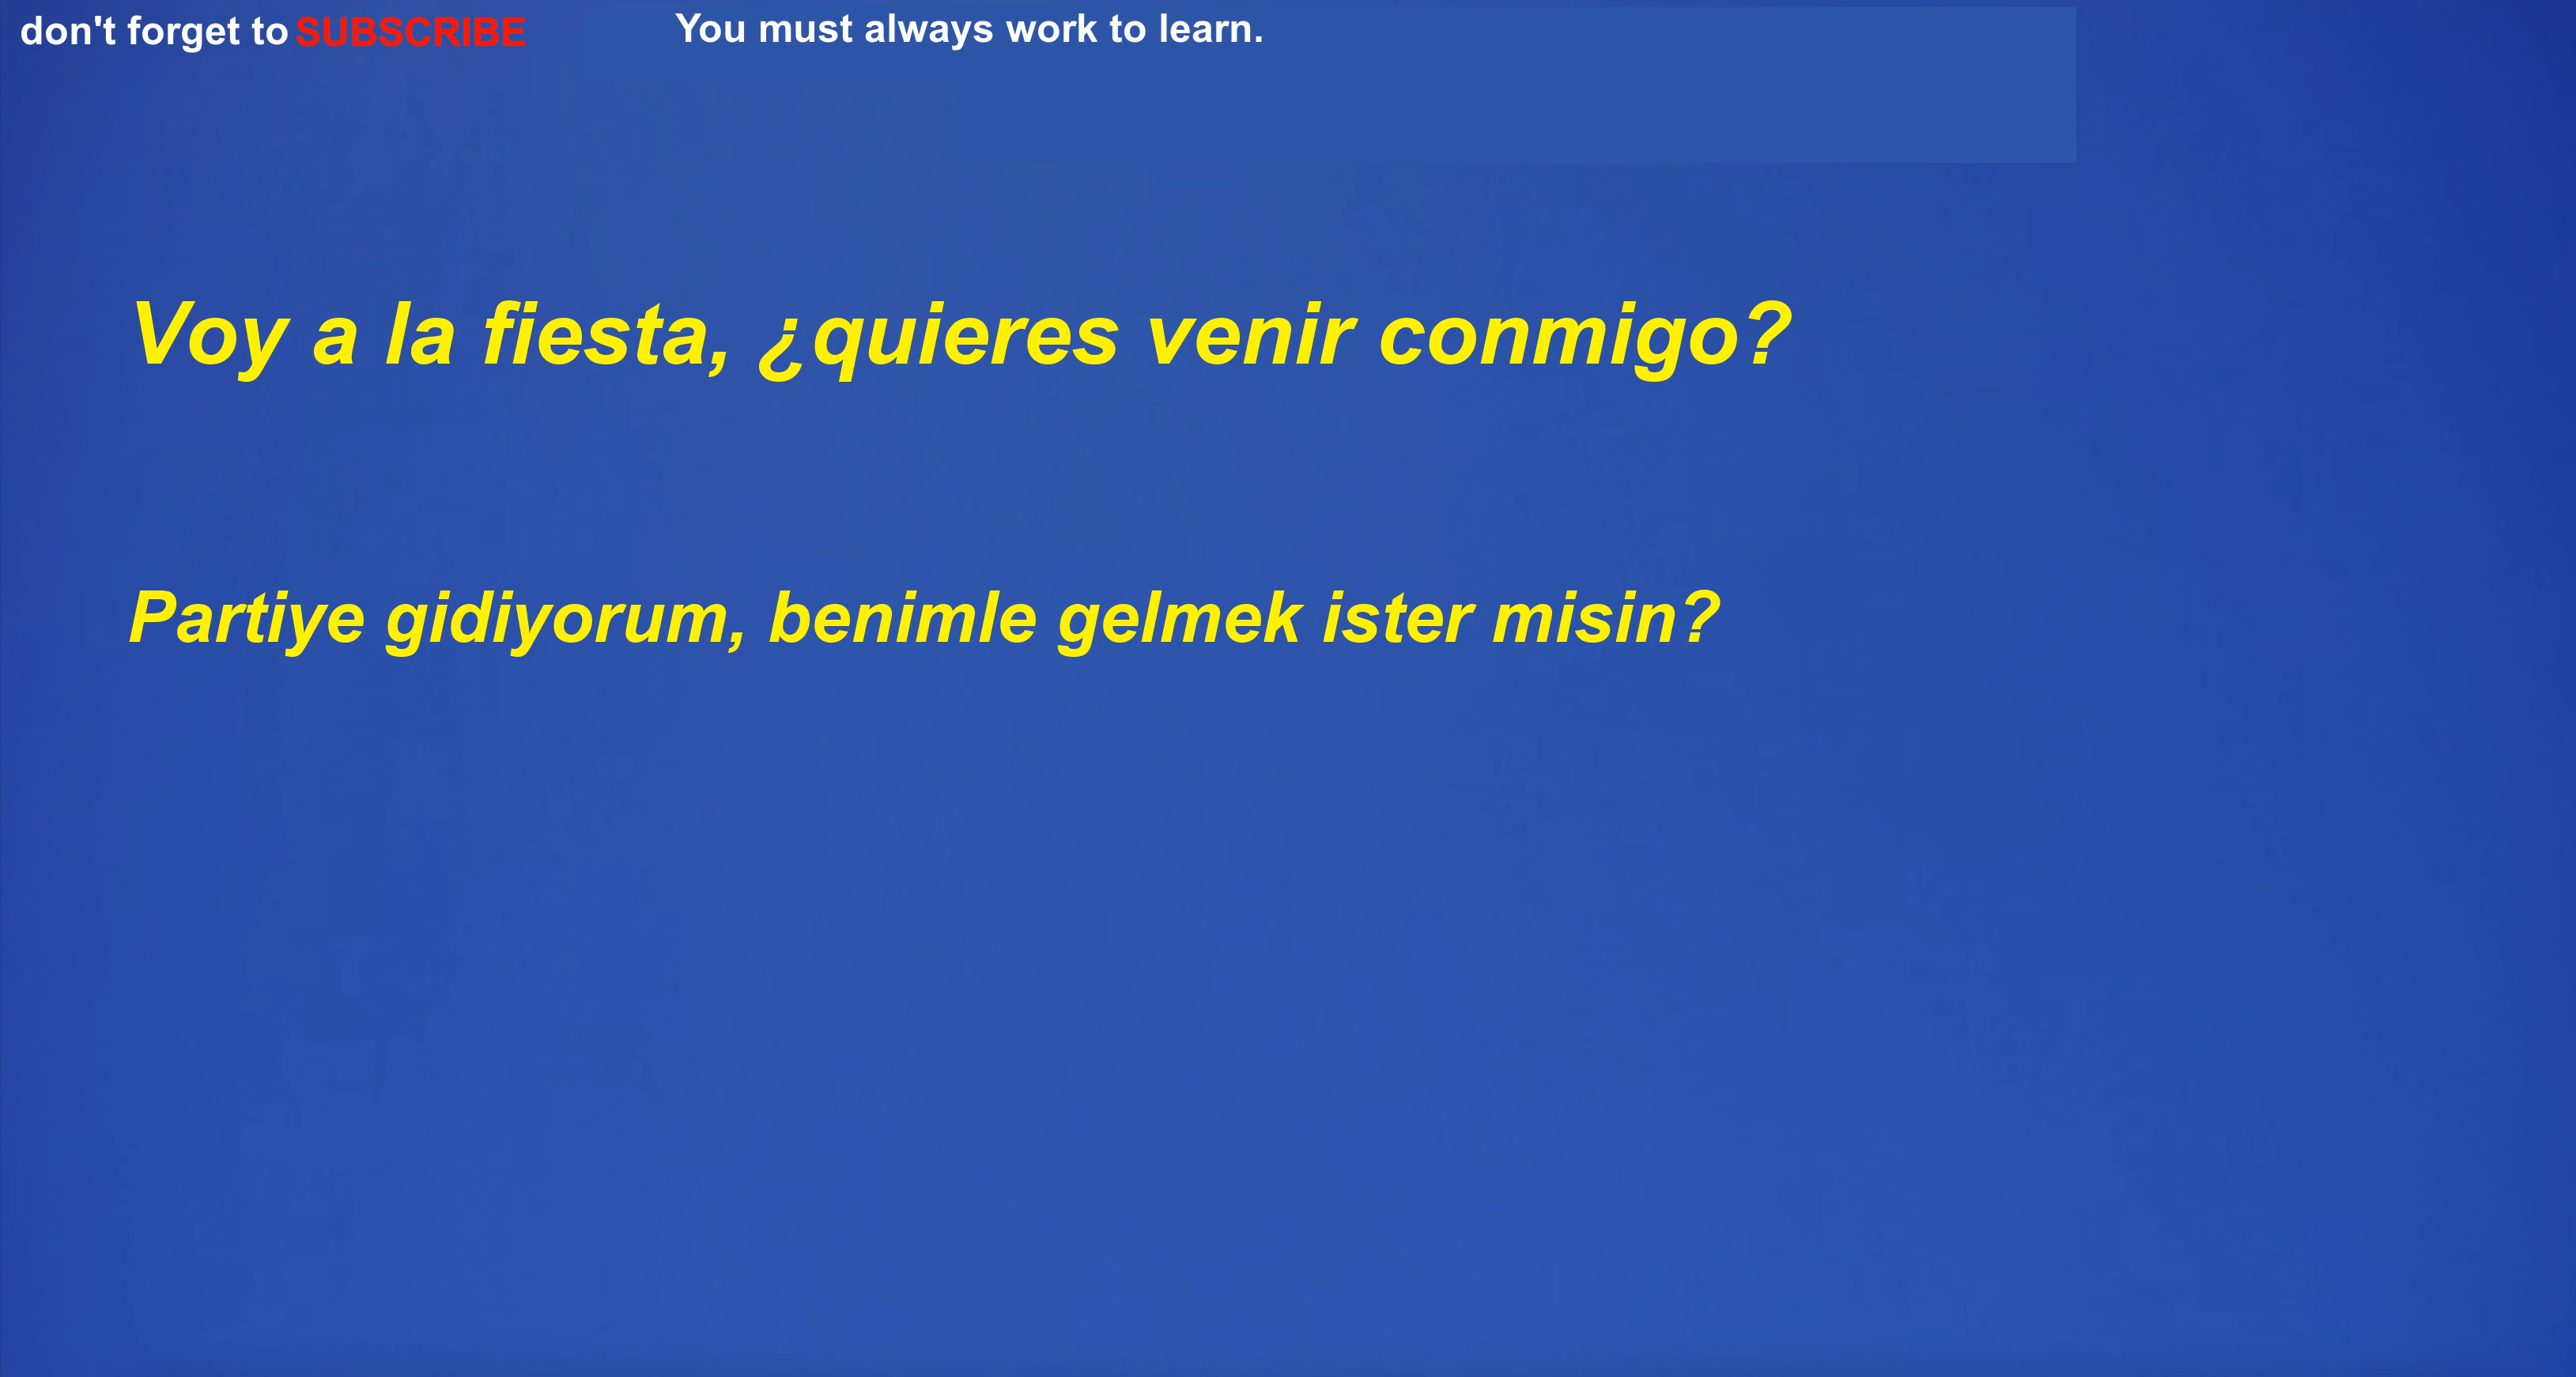 don't forget to SUBSCRIBE You must always work to learn.
Voy a la fiesta, ¿quieres venir conmigo?
Partiye gidiyorum, benimle gelmek ister misin?